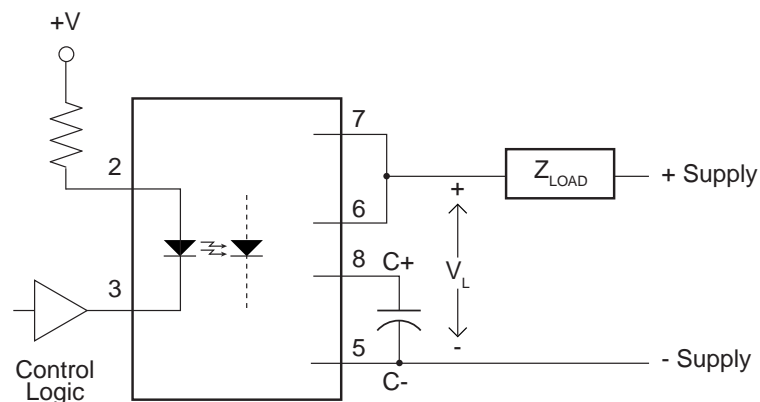 +V
2
3
Control
Logic
7
6
8
5
C+
C-
+
V_L
-
Z_LOAD
+ Supply
- Supply